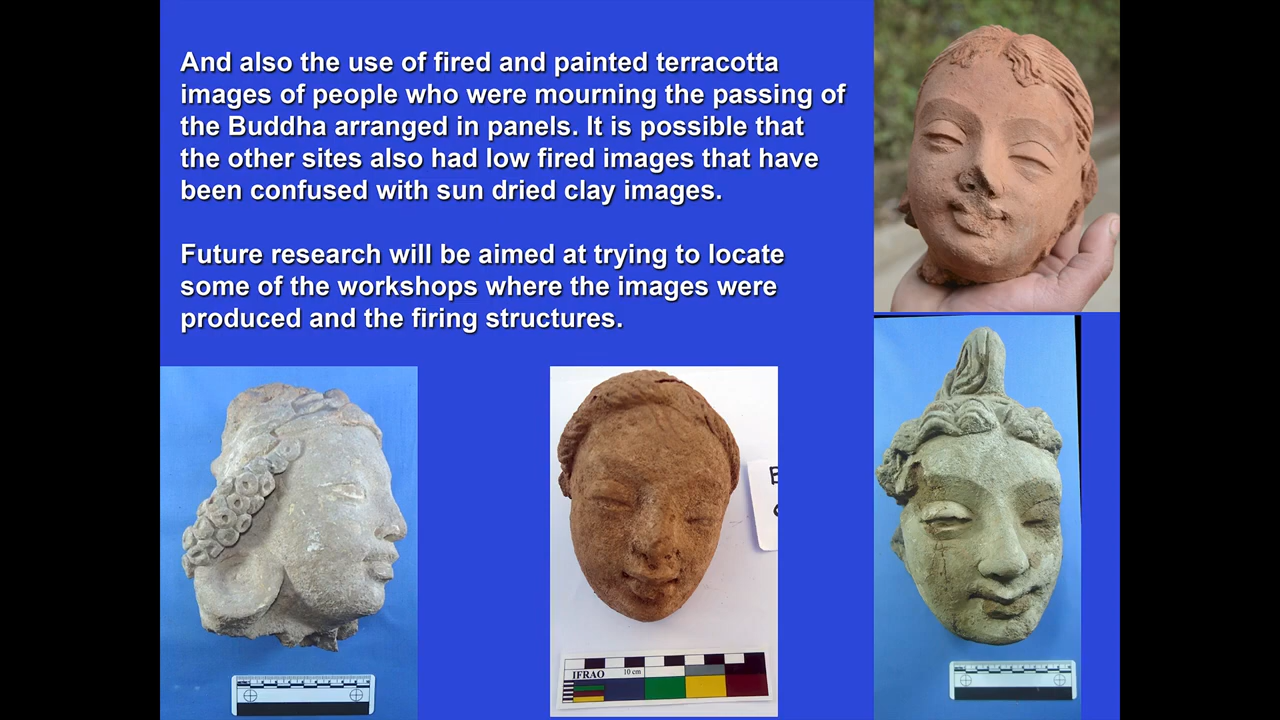 And also the use of fired and painted terracotta
images of people who were mourning the passing of
the Buddha arranged in panels. It is possible that
the other sites also had low fired images that have
been confused with sun dried clay images.
Future research will be aimed at trying to locate
some of the workshops where the images were
produced and the firing structures.
IFRAO 10 cm